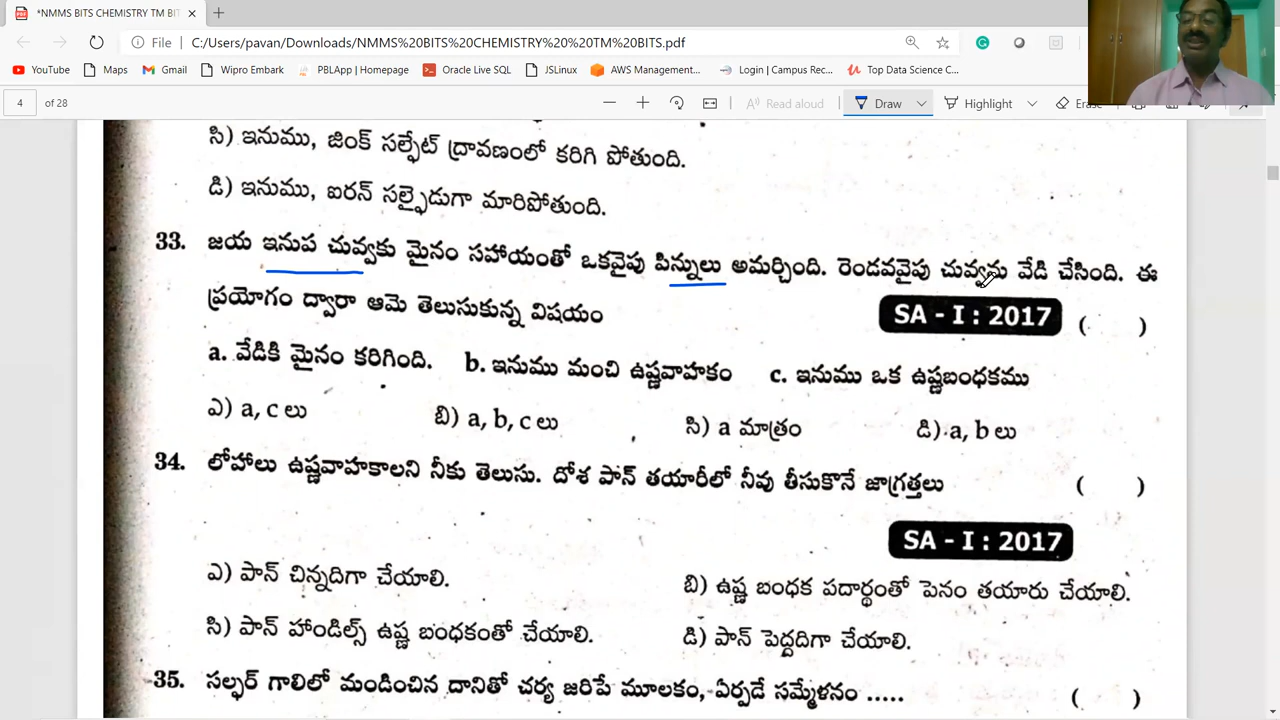 *NMMS BITS CHEMISTRY TM BIT
File C:/Users/pavan/Downloads/NMMS%20BITS%20CHEMISTRY%20%20TM%20BITS.pdf
YouTube Maps Gmail Wipro Embark PBLApp | Homepage Oracle Live SQL JSLinux AWS Management... Login | Campus Rec... Top Data Science C...
4 of 28 Read aloud Draw Highlight Erase
సి) ఇనుము, జింక్ సల్ఫేట్ ద్రావణంలో కరిగి పోతుంది.
డి) ఇనుము, ఐరన్ సల్ఫైడుగా మారిపోతుంది.
33. జయ ఇనుప చువ్వకు మైనం సహాయంతో ఒకవైపు పిన్నులు అమర్చింది. రెండవవైపు చువ్వను వేడి చేసింది. ఈ
ప్రయోగం ద్వారా ఆమె తెలుసుకున్న విషయం SA - I : 2017 ( )
a. వేడికి మైనం కరిగింది. b. ఇనుము మంచి ఉష్ణవాహకం c. ఇనుము ఒక ఉష్ణబంధకము
ఎ) a, c లు బి) a, b, c లు సి) a మాత్రం డి) a, b లు
34. లోహాలు ఉష్ణవాహకాలని నీకు తెలుసు. దోశ పాన్ తయారీలో నీవు తీసుకొనే జాగ్రత్తలు ( )
SA - I : 2017
ఎ) పాన్ చిన్నదిగా చేయాలి. బి) ఉష్ణ బంధక పదార్థంతో పెనం తయారు చేయాలి.
సి) పాన్ హాండిల్స్ ఉష్ణ బంధకంతో చేయాలి. డి) పాన్ పెద్దదిగా చేయాలి.
35. సల్ఫర్ గాలిలో మండించిన దానితో చర్య జరిపే మూలకం, ఏర్పడే సమ్మేళనం ..... ( )